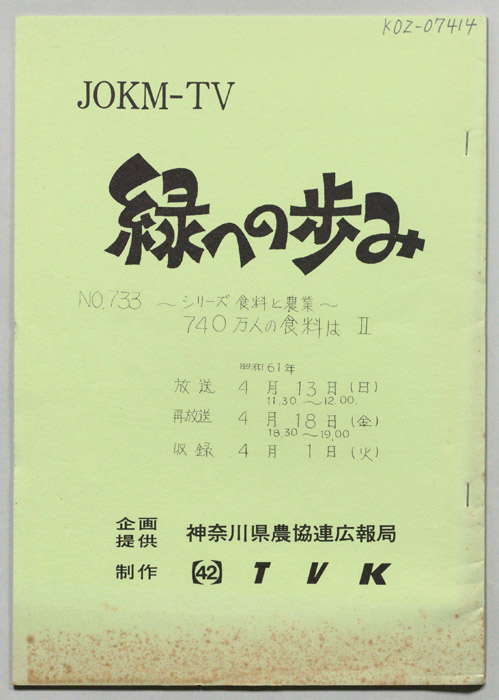 KOZ-07414
JOKM-TV
緑への歩み
NO.733 〜シリーズ 食料と農業〜
740万人の食料は Ⅱ
昭和61年
放送 4月13日(日)
11.30〜12.00.
再放送 4月18日(金)
18.30〜19.00
収録 4月1日(火)
企画
提供 神奈川県農協連広報局
制作 42 TVK